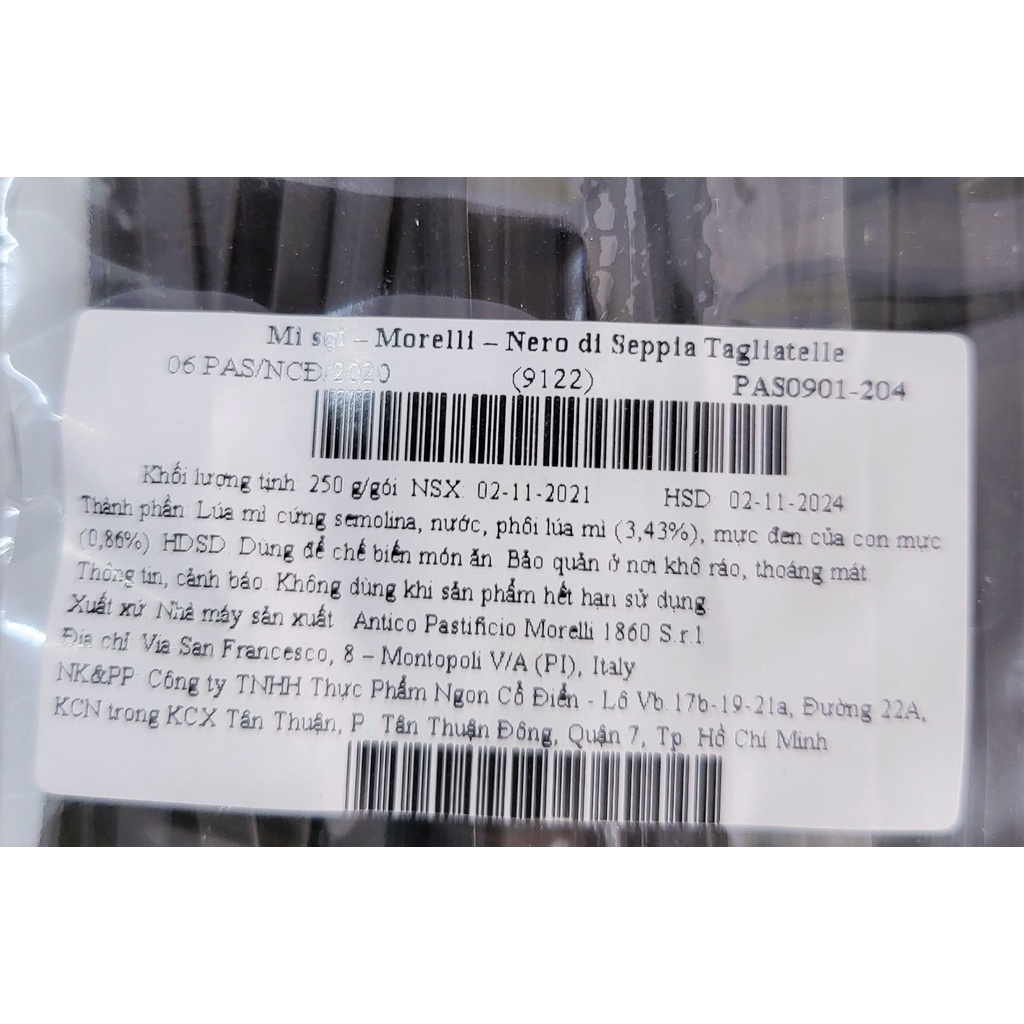 Mì sợi – Morelli – Nero di Seppia Tagliatelle
06 PAS/NCĐ/2020 (9122) PAS0901-204
Khối lượng tịnh: 250 g/gói NSX: 02-11-2021 HSD: 02-11-2024
Thành phần: Lúa mì cứng semolina, nước, phôi lúa mì (3,43%), mực đen của con mực
(0,86%) HDSD: Dùng để chế biến món ăn. Bảo quản ở nơi khô ráo, thoáng mát.
Thông tin, cảnh báo: Không dùng khi sản phẩm hết hạn sử dụng
Xuất xứ: Nhà máy sản xuất: Antico Pastificio Morelli 1860 S.r.l
Địa chỉ: Via San Francesco, 8 – Montopoli V/A (PI), Italy
NK&PP: Công ty TNHH Thực Phẩm Ngon Cổ Điển - Lô Vb.17b-19-21a, Đường 22A,
KCN trong KCX Tân Thuận, P. Tân Thuận Đông, Quận 7, Tp. Hồ Chí Minh